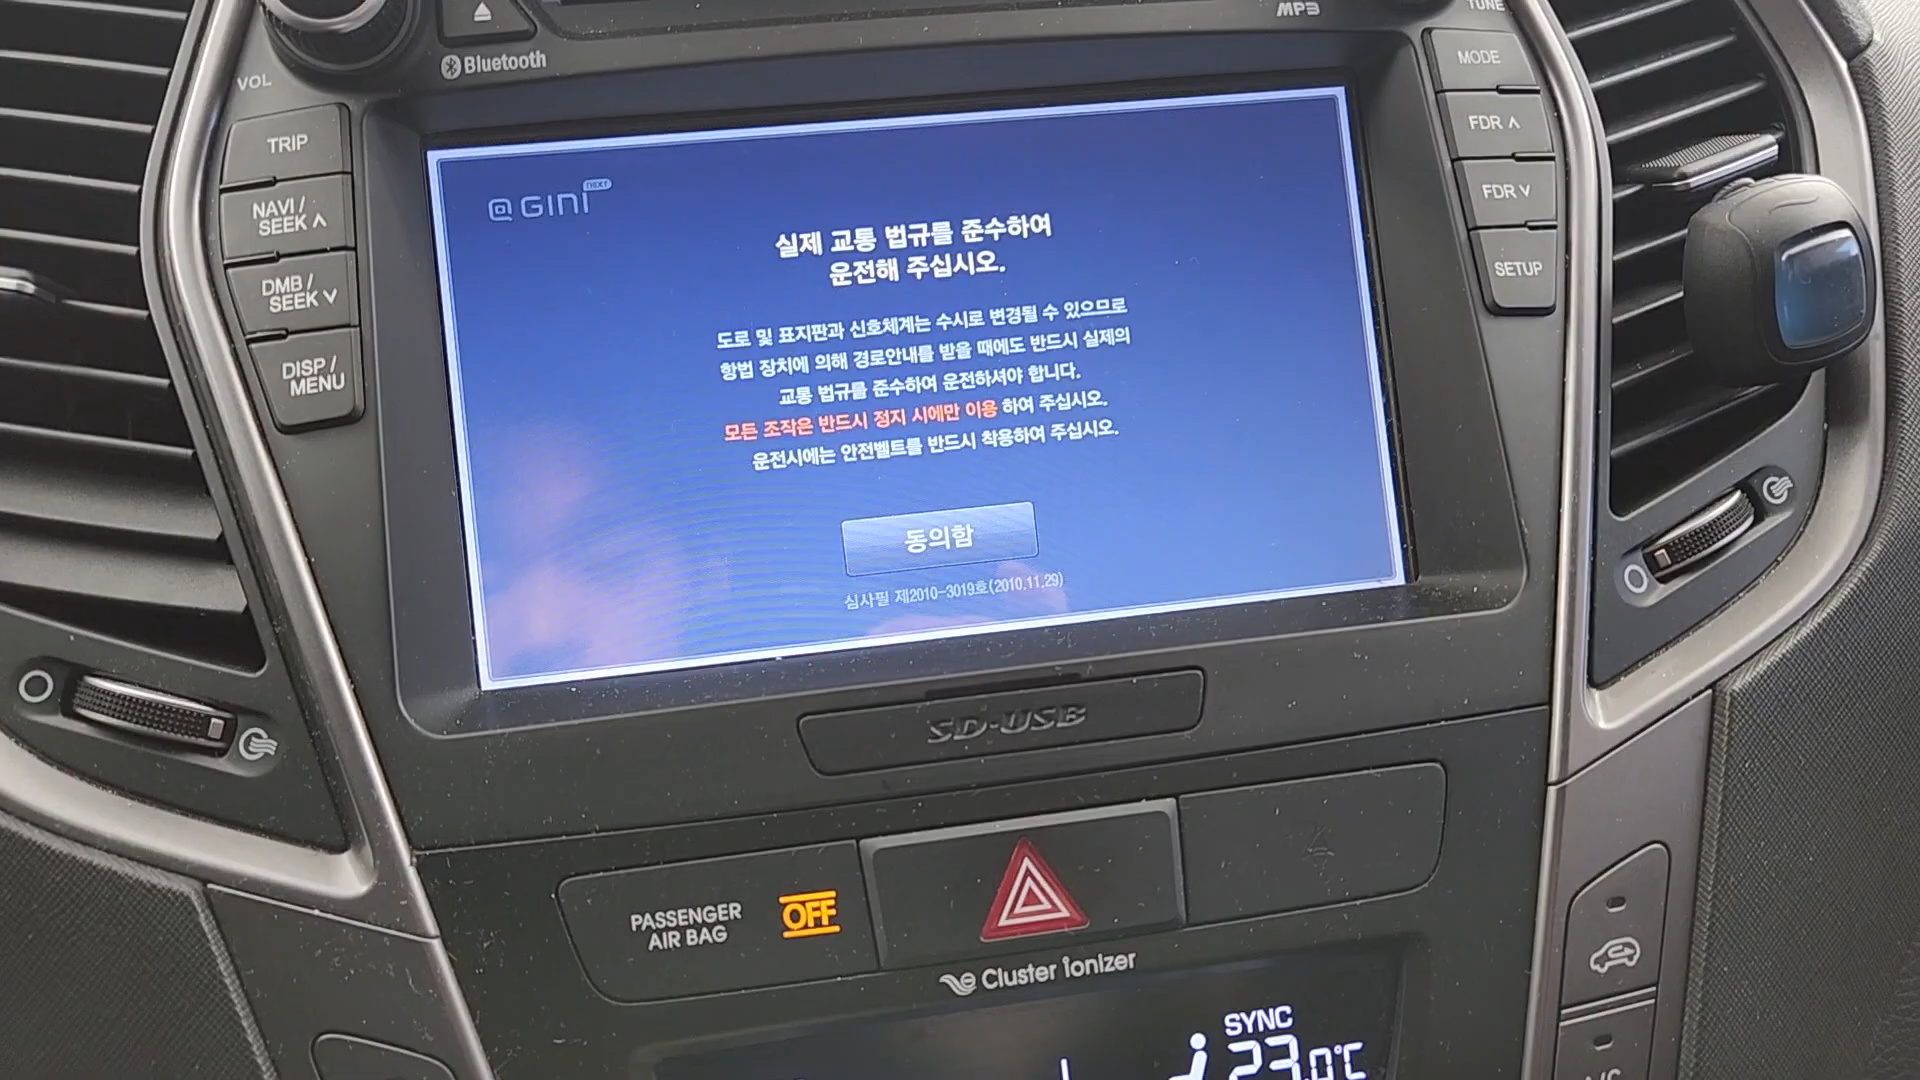 MP3
TUNE
Bluetooth
VOL
MODE
TRIP
FDR ∧
NAVI /
SEEK ∧
FDR ∨
DMB /
SEEK ∨
SETUP
DISP /
MENU
GINI NEXT
실제 교통 법규를 준수하여
운전해 주십시오.
도로 및 표지판과 신호체계는 수시로 변경될 수 있으므로
항법 장치에 의해 경로안내를 받을 때에도 반드시 실제의
교통 법규를 준수하여 운전하셔야 합니다.
모든 조작은 반드시 정지 시에만 이용 하여 주십시오.
운전시에는 안전벨트를 반드시 착용하여 주십시오.
동의함
심사필 제2010-3019호(2010.11.29)
SD-USB
PASSENGER
AIR BAG
OFF
Cluster ionizer
SYNC
23.0°C
A/C